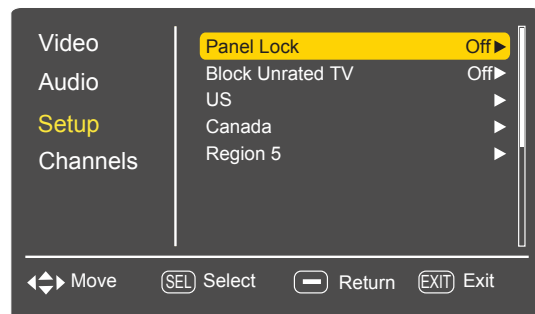 Video
Audio
Setup
Channels
Panel Lock Off
Block Unrated TV Off
US
Canada
Region 5
Move SEL Select Return EXIT Exit